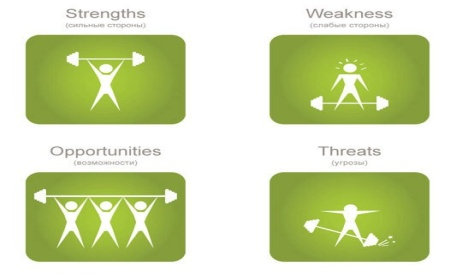 Strengths
(сильные стороны)
Weakness
(слабые стороны)
Opportunities
(возможности)
Threats
(угрозы)